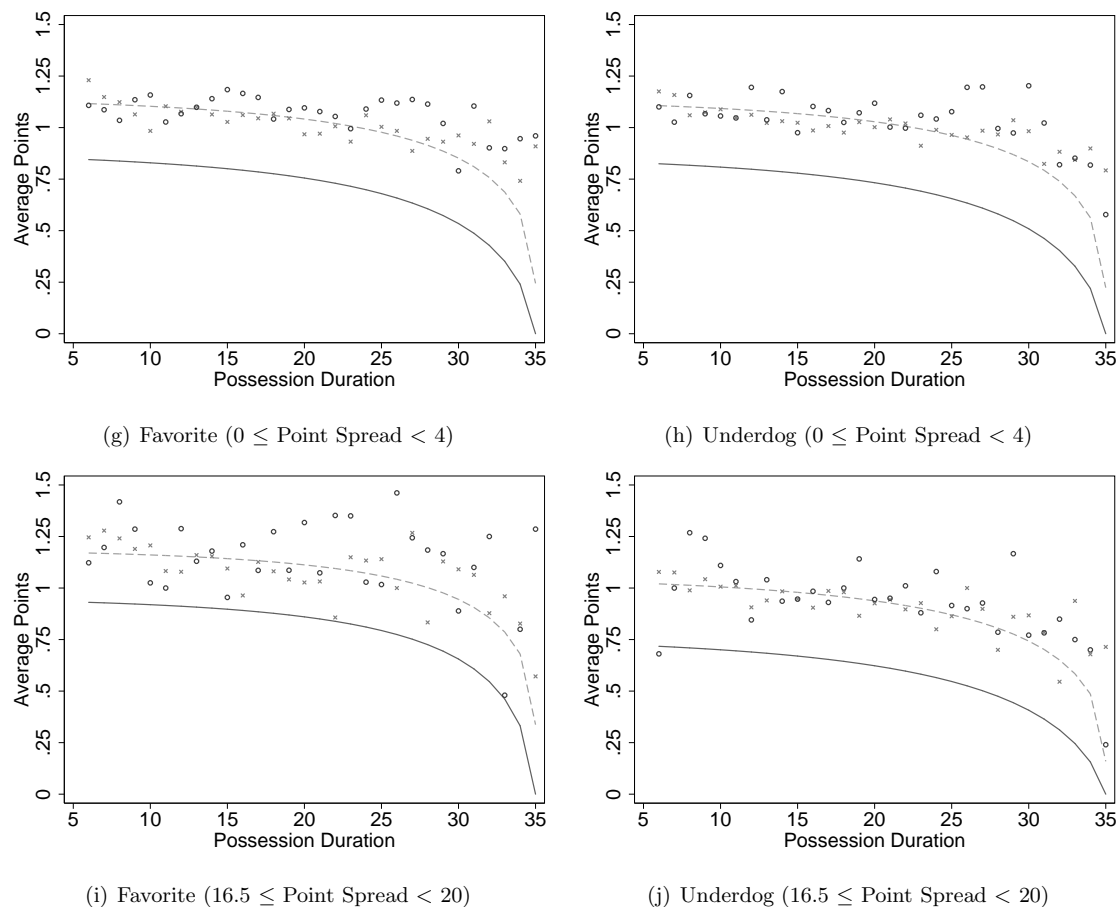 1.5
1.25
1
.75
.5
.25
0
Average Points
5 10 15 20 25 30 35
Possession Duration
(g) Favorite (0 ≤ Point Spread < 4)
1.5
1.25
1
.75
.5
.25
0
Average Points
5 10 15 20 25 30 35
Possession Duration
(h) Underdog (0 ≤ Point Spread < 4)
1.5
1.25
1
.75
.5
.25
0
Average Points
5 10 15 20 25 30 35
Possession Duration
(i) Favorite (16.5 ≤ Point Spread < 20)
1.5
1.25
1
.75
.5
.25
0
Average Points
5 10 15 20 25 30 35
Possession Duration
(j) Underdog (16.5 ≤ Point Spread < 20)